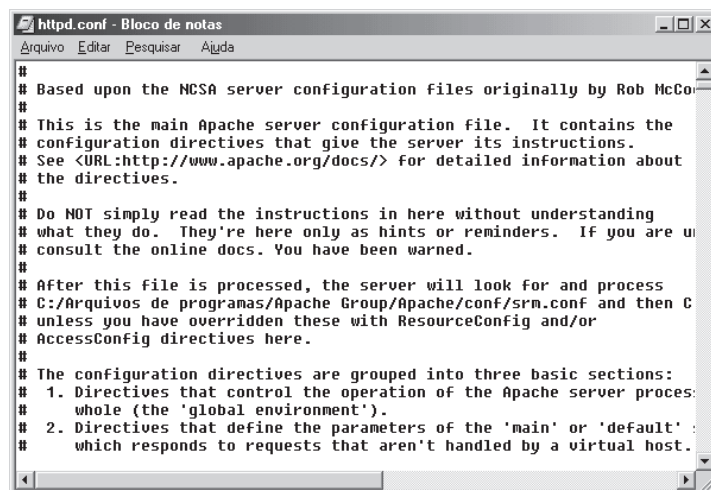 httpd.conf - Bloco de notas
Arquivo Editar Pesquisar Ajuda
#
# Based upon the NCSA server configuration files originally by Rob
#
# This is the main Apache server configuration file. It contains the
# configuration directives that give the server its instructions.
# See <URL:http://www.apache.org/docs/> for detailed information about
# the directives.
#
# Do NOT simply read the instructions in here without understanding
# what they do. They're here only as hints or reminders. If you are
# consult the online docs. You have been warned.
#
# After this file is processed, the server will look for and process
# C:/Arquivos de programas/Apache Group/Apache/conf/srm.conf and then C
# unless you have overridden these with ResourceConfig and/or
# AccessConfig directives here.
#
# The configuration directives are grouped into three basic sections:
# 1. Directives that control the operation of the Apache server
# whole (the 'global environment').
# 2. Directives that define the parameters of the 'main' or 'default'
# which responds to requests that aren't handled by a virtual host.